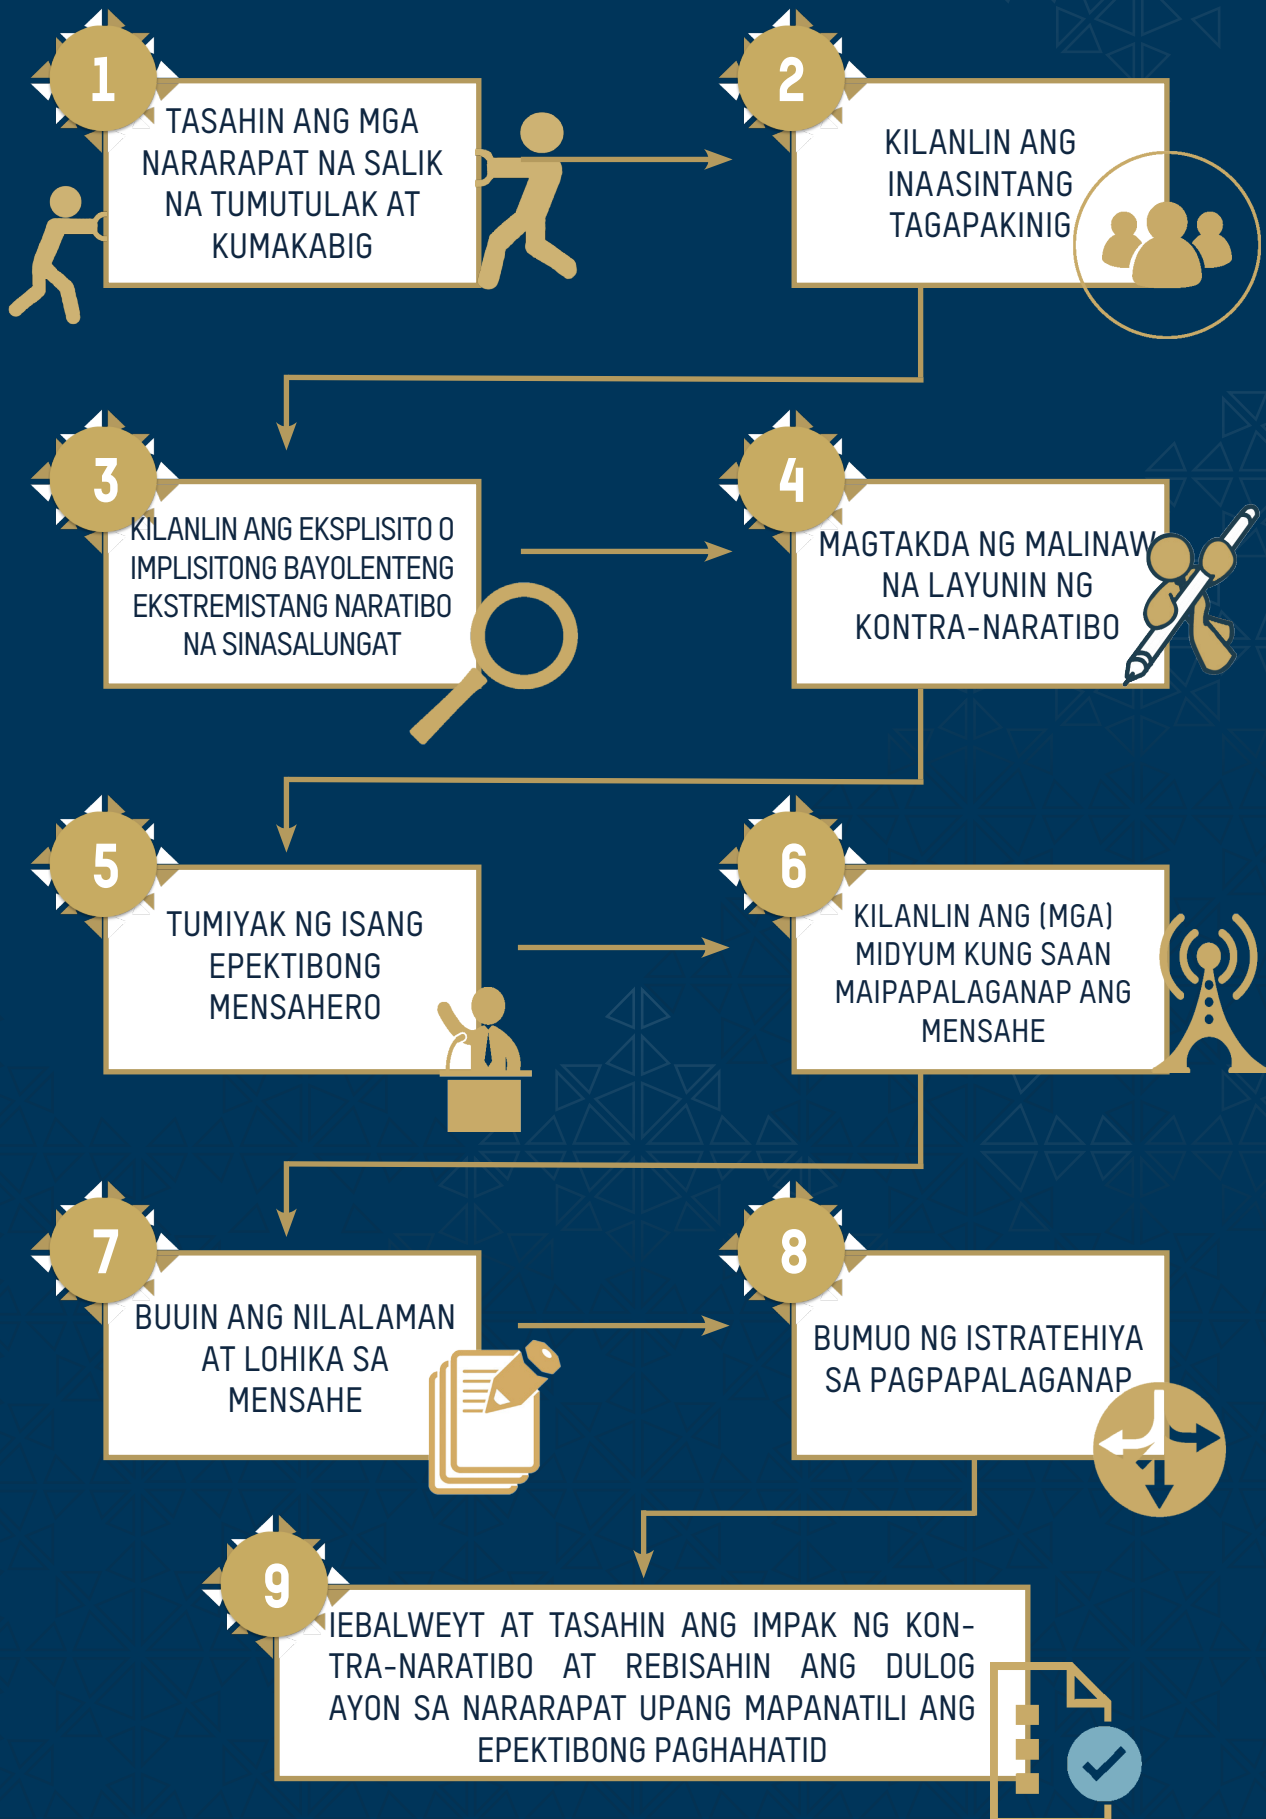 1
TASAHIN ANG MGA
NARARAPAT NA SALIK
NA TUMUTULAK AT
KUMAKABIG
2
KILANLIN ANG
INAASINTANG
TAGAPAKINIG
3
KILANLIN ANG EKSPLISITO O
IMPLISITONG BAYOLENTENG
EKSTREMISTANG NARATIBO
NA SINASALUNGAT
4
MAGTAKDA NG MALINAW
NA LAYUNIN NG
KONTRA-NARATIBO
5
TUMIYAK NG ISANG
EPEKTIBONG
MENSAHERO
6
KILANLIN ANG (MGA)
MIDYUM KUNG SAAN
MAIPAPALAGANAP ANG
MENSAHE
7
BUUIN ANG NILALAMAN
AT LOHIKA SA
MENSAHE
8
BUMUO NG ISTRATEHIYA
SA PAGPAPALAGANAP
9
IEBALWEYT AT TASAHIN ANG IMPAK NG KON-
TRA-NARATIBO AT REBISAHIN ANG DULOG
AYON SA NARARAPAT UPANG MAPANATILI ANG
EPEKTIBONG PAGHAHATID